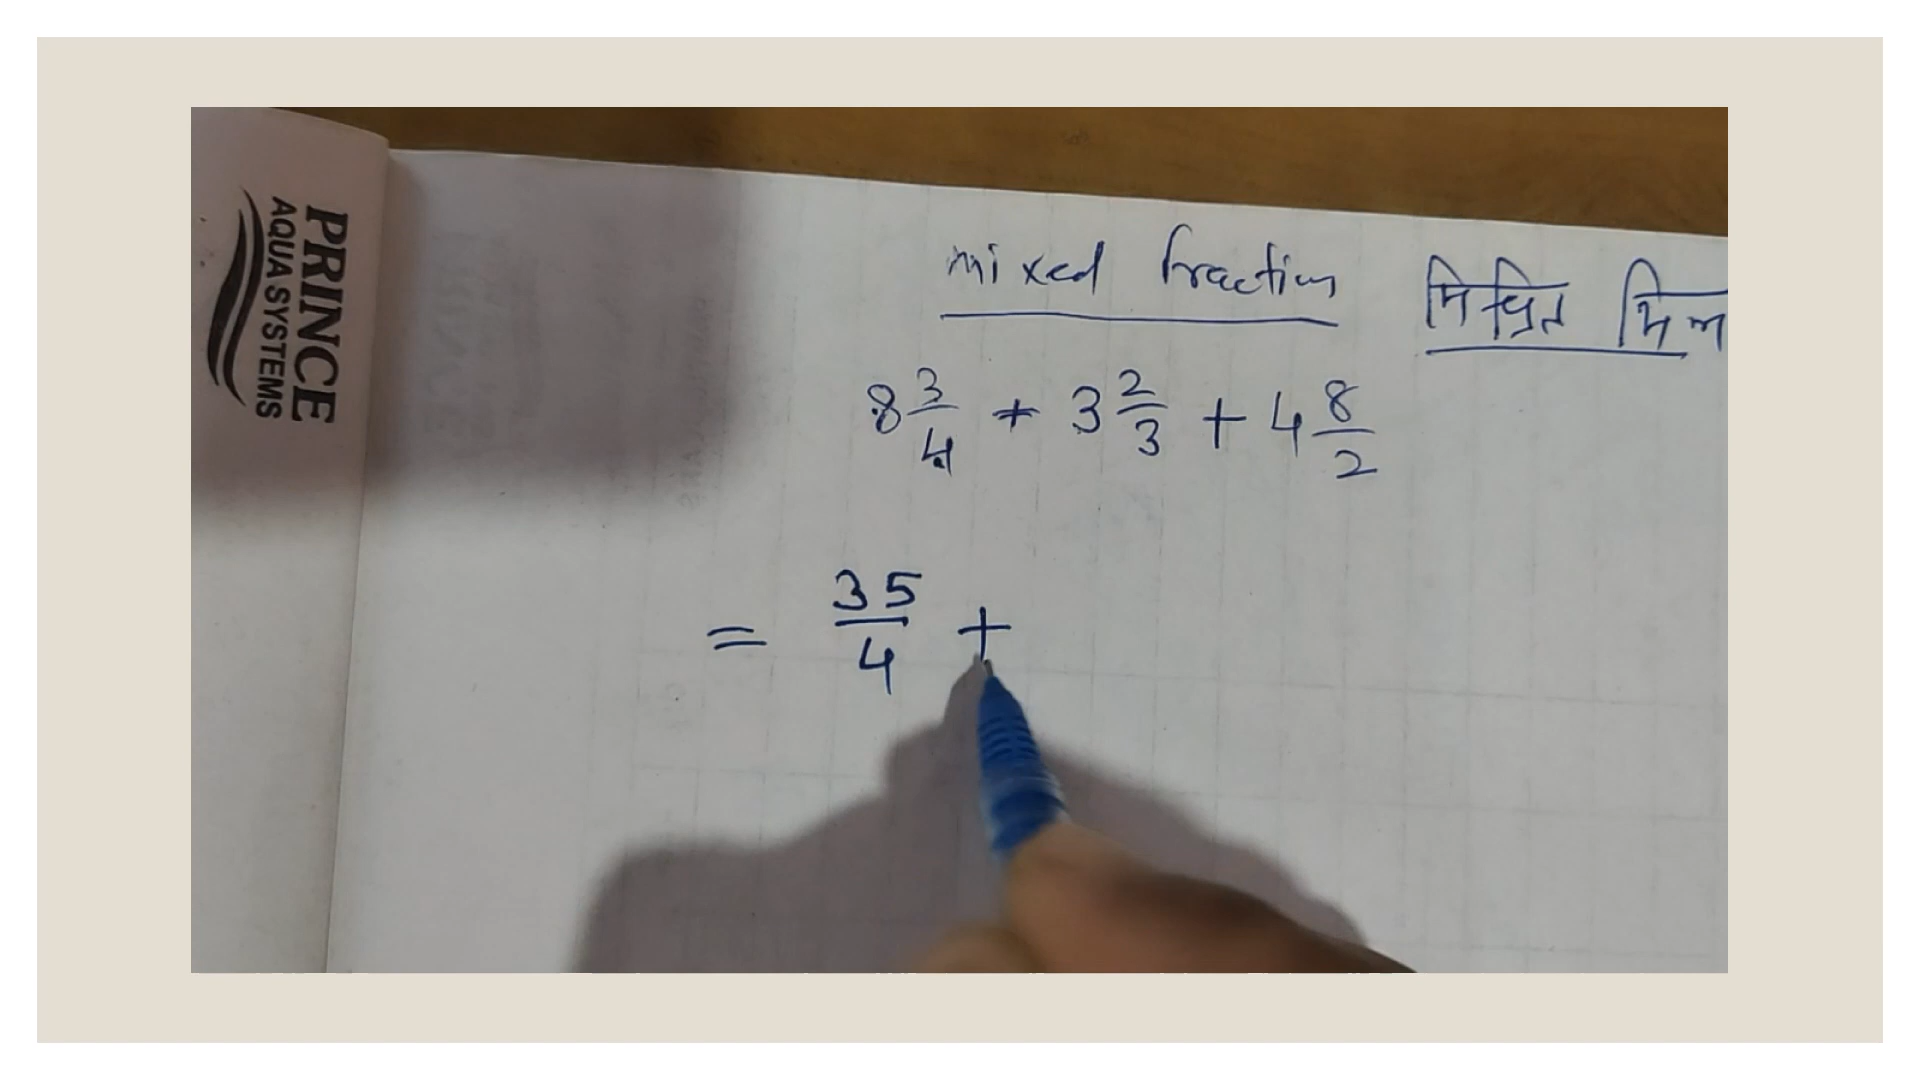 PRINCE
AQUA SYSTEMS
mixed fraction मिश्रित भिन्न
8 3/4 + 3 2/3 + 4 8/2
= 35/4 +